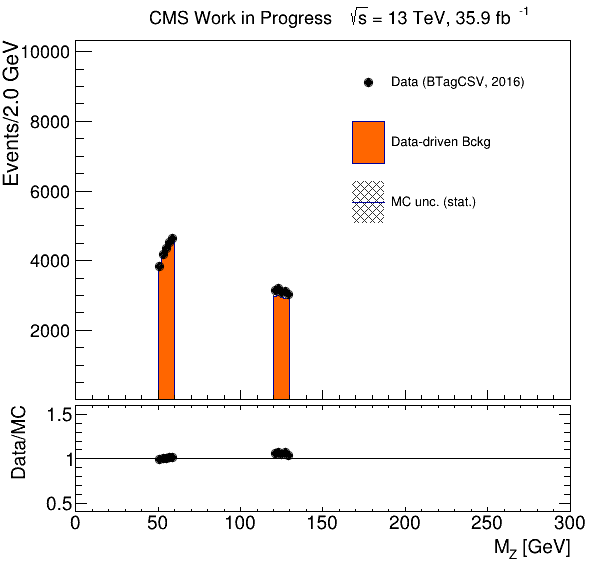 CMS Work in Progress √s = 13 TeV, 35.9 fb -1
Events/2.0 GeV
10000
8000
6000
4000
2000
Data (BTagCSV, 2016)
Data-driven Bckg
MC unc. (stat.)
Data/MC
1.5
1
0.5
0 50 100 150 200 250 300
M_Z [GeV]